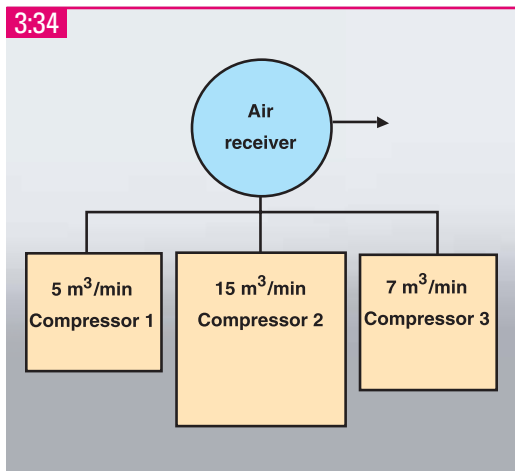 3:34
Air
receiver
5 m³/min
Compressor 1
15 m³/min
Compressor 2
7 m³/min
Compressor 3